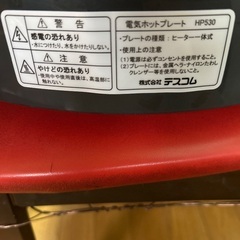 ⚠警告
感電の恐れあり
・水につけたり、水をかけたりしない。
⚠注意
やけどの恐れあり
・使用中や使用直後は、高温部に触れない。
電気ホットプレート HP530
・プレートの種類：ヒーター一体式
・使用上の注意
(1)電源は必ずコンセントを使用すること。
(2)プレートには、金属ヘラ・ナイロンたわし
クレンザー等を使用しないこと。
株式会社 テスコム